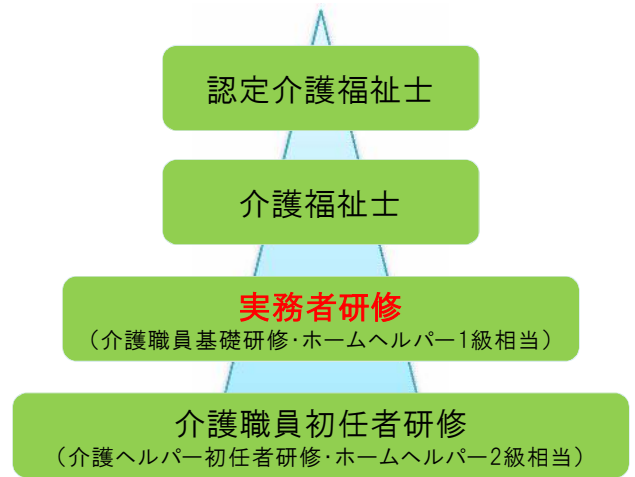 認定介護福祉士
介護福祉士
実務者研修
（介護職員基礎研修・ホームヘルパー1級相当）
介護職員初任者研修
（介護ヘルパー初任者研修・ホームヘルパー2級相当）